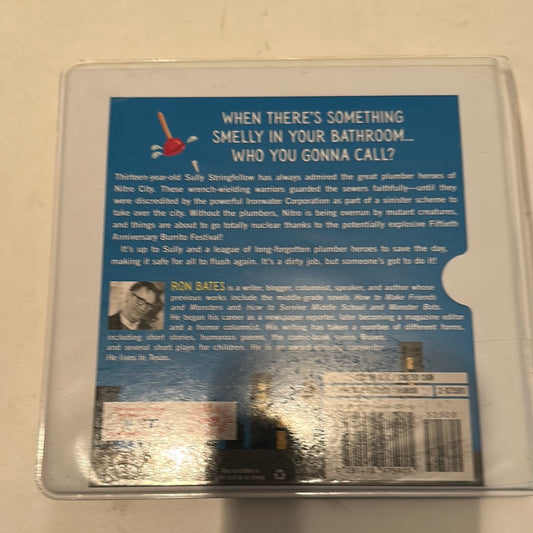 WHEN THERE'S SOMETHING
SMELLY IN YOUR BATHROOM...
WHO YOU GONNA CALL?
Thirteen-year-old Sully Stringfellow has always admired the great plumber heroes of
Nitro City. These wrench-wielding warriors guarded the sewers faithfully—until they
were discredited by the powerful Ironwater Corporation as part of a sinister scheme to
take over the city. Without the plumbers, Nitro is being overrun by mutant creatures,
and things are about to go totally nuclear thanks to the potentially explosive Fiftieth
Anniversary Burrito Festival!
It's up to Sully and a league of long-forgotten plumber heroes to save the day,
making it safe for all to flush again. It's a dirty job, but someone's got to do it!
RON BATES is a writer, blogger, columnist, speaker, and author whose
previous works include the middle-grade novels How to Make Friends
and Monsters and How to Survive Middle School and Monster Bots.
He began his career as a newspaper reporter, later becoming a magazine editor
and a humor columnist. His writing has taken a number of different forms,
including short stories, humorous poems, the comic-book series Brawn,
and several short plays for children. He is an award-winning
He lives in Texas.